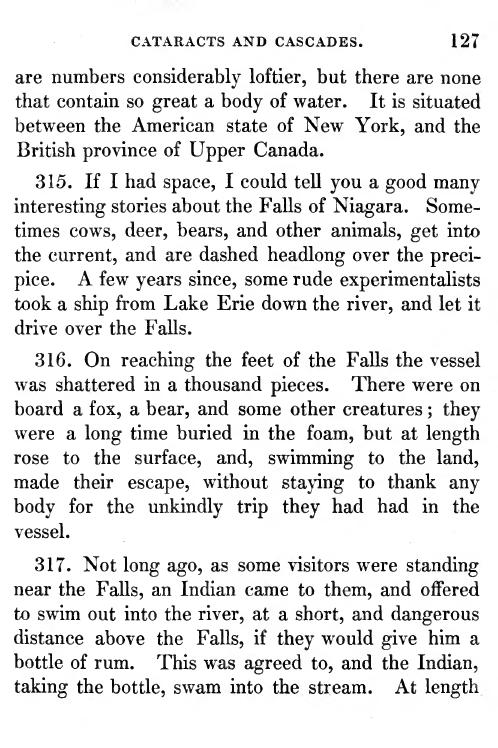 CATARACTS AND CASCADES. 127
are numbers considerably loftier, but there are none
that contain so great a body of water. It is situated
between the American state of New York, and the
British province of Upper Canada.
315. If I had space, I could tell you a good many
interesting stories about the Falls of Niagara. Some-
times cows, deer, bears, and other animals, get into
the current, and are dashed headlong over the preci-
pice. A few years since, some rude experimentalists
took a ship from Lake Erie down the river, and let it
drive over the Falls.
316. On reaching the feet of the Falls the vessel
was shattered in a thousand pieces. There were on
board a fox, a bear, and some other creatures; they
were a long time buried in the foam, but at length
rose to the surface, and, swimming to the land,
made their escape, without staying to thank any
body for the unkindly trip they had had in the
vessel.
317. Not long ago, as some visitors were standing
near the Falls, an Indian came to them, and offered
to swim out into the river, at a short, and dangerous
distance above the Falls, if they would give him a
bottle of rum. This was agreed to, and the Indian,
taking the bottle, swam into the stream. At length